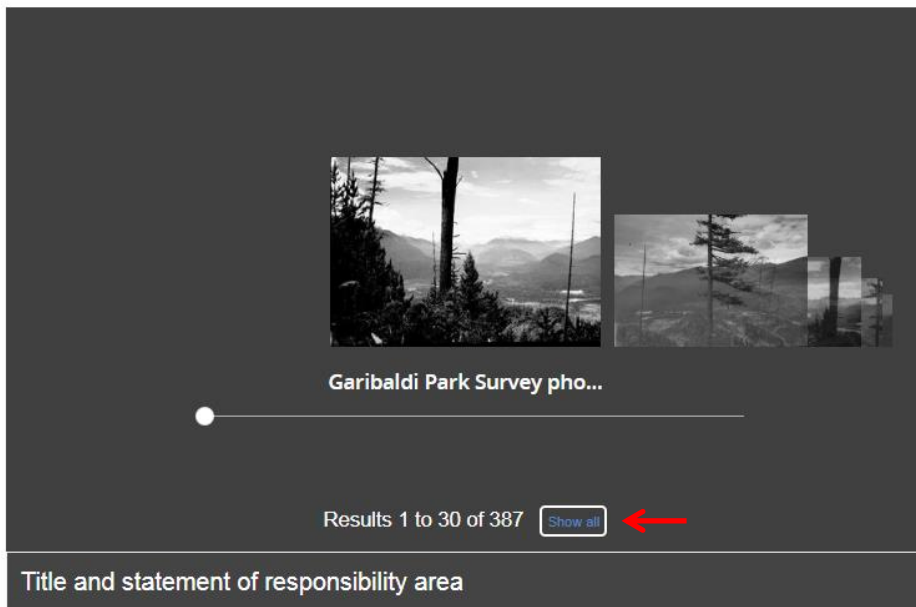 Garibaldi Park Survey pho...
Results 1 to 30 of 387 Show all
Title and statement of responsibility area